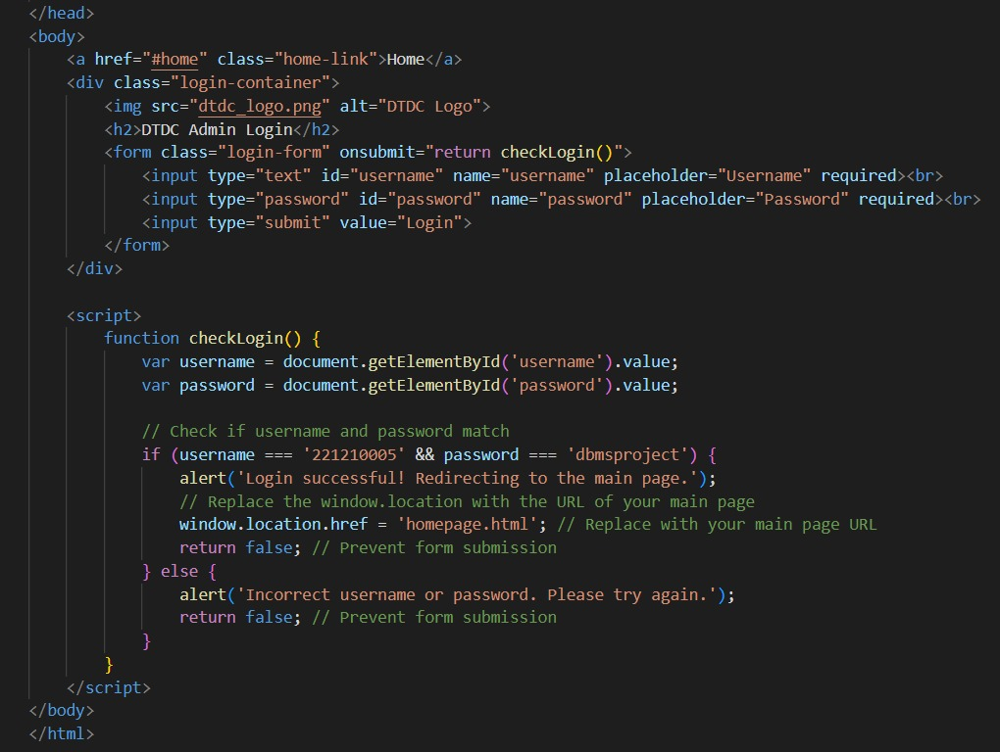 </head>
<body>
    <a href="#home" class="home-link">Home</a>
    <div class="login-container">
        <img src="dtdc_logo.png" alt="DTDC Logo">
        <h2>DTDC Admin Login</h2>
        <form class="login-form" onsubmit="return checkLogin()">
            <input type="text" id="username" name="username" placeholder="Username" required><br>
            <input type="password" id="password" name="password" placeholder="Password" required><br>
            <input type="submit" value="Login">
        </form>
    </div>

    <script>
        function checkLogin() {
            var username = document.getElementById('username').value;
            var password = document.getElementById('password').value;

            // Check if username and password match
            if (username === '221210005' && password === 'dbmsproject') {
                alert('Login successful! Redirecting to the main page.');
                // Replace the window.location with the URL of your main page
                window.location.href = 'homepage.html'; // Replace with your main page URL
                return false; // Prevent form submission
            } else {
                alert('Incorrect username or password. Please try again.');
                return false; // Prevent form submission
            }
        }
    </script>
</body>
</html>